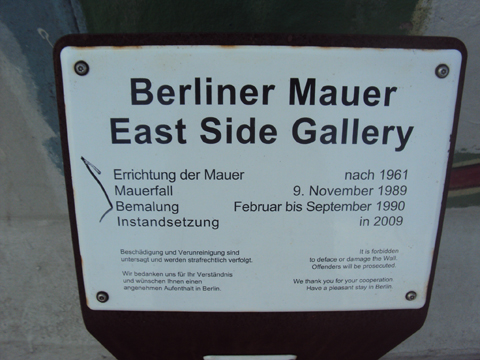 Berliner Mauer
East Side Gallery
Errichtung der Mauer nach 1961
Mauerfall 9. November 1989
Bemalung Februar bis September 1990
Instandsetzung in 2009
Beschädigung und Verunreinigung sind
untersagt und werden strafrechtlich verfolgt.
Wir bedanken uns für Ihr Verständnis
und wünschen Ihnen einen
angenehmen Aufenthalt in Berlin.
It is forbidden
to deface or damage the Wall.
Offenders will be prosecuted.
We thank you for your cooperation.
Have a pleasant stay in Berlin.